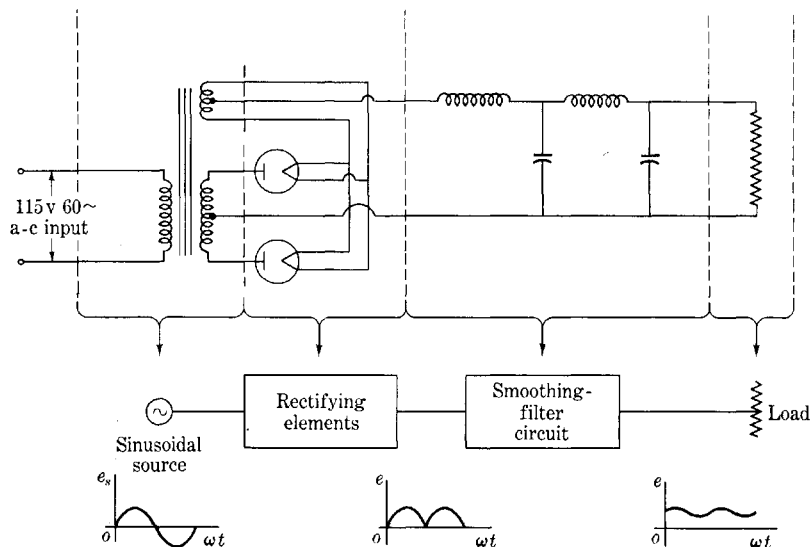 115 v 60~
a-c input
Sinusoidal
source
Rectifying
elements
Smoothing-
filter
circuit
Load
e_s
o
ωt
e
o
ωt
e
o
ωt